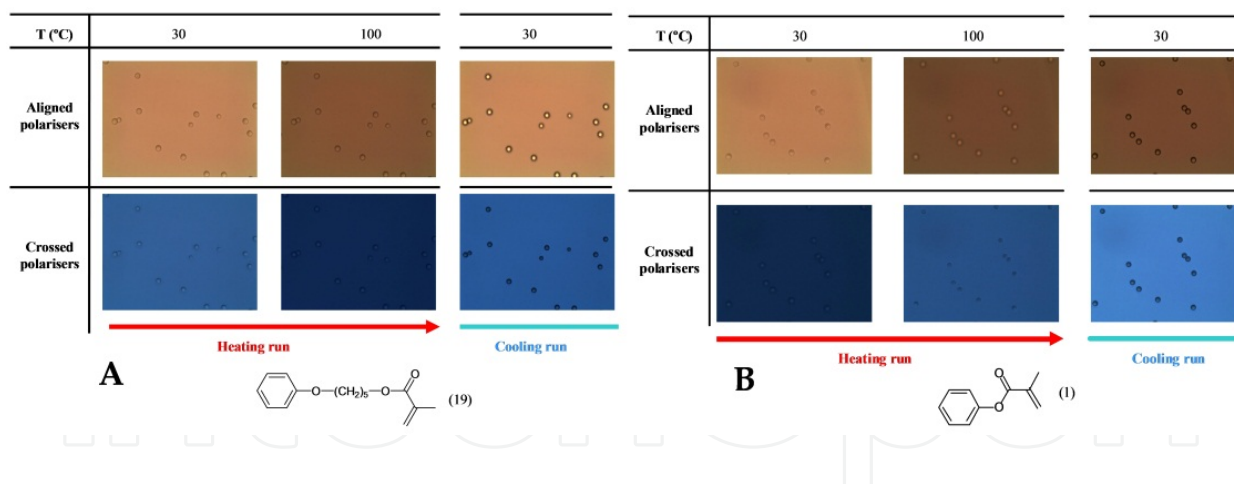 T (ºC) 30 100 30
Aligned
polarisers
Crossed
polarisers
Heating run Cooling run
A
O (CH₂)₅ O O (19)
T (ºC) 30 100 30
Aligned
polarisers
Crossed
polarisers
Heating run Cooling run
B
O O (1)